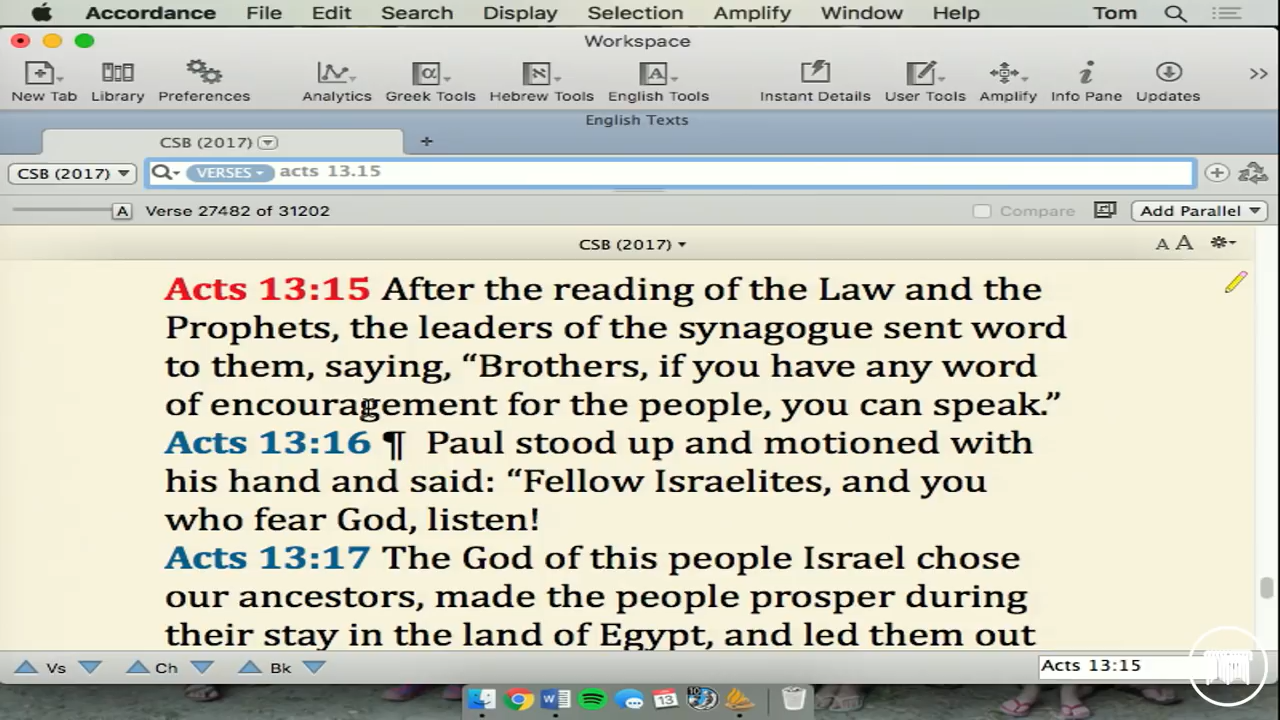 Accordance File Edit Search Display Selection Amplify Window Help Tom
Workspace
New Tab Library Preferences Analytics Greek Tools Hebrew Tools English Tools Instant Details User Tools Amplify Info Pane Updates
English Texts
CSB (2017) +
CSB (2017) VERSES acts 13.15
A Verse 27482 of 31202 Compare Add Parallel
CSB (2017) A A
Acts 13:15 After the reading of the Law and the
Prophets, the leaders of the synagogue sent word
to them, saying, “Brothers, if you have any word
of encouragement for the people, you can speak.”
Acts 13:16 ¶ Paul stood up and motioned with
his hand and said: “Fellow Israelites, and you
who fear God, listen!
Acts 13:17 The God of this people Israel chose
our ancestors, made the people prosper during
their stay in the land of Egypt, and led them out
Vs Ch Bk Acts 13:15
W 13 10